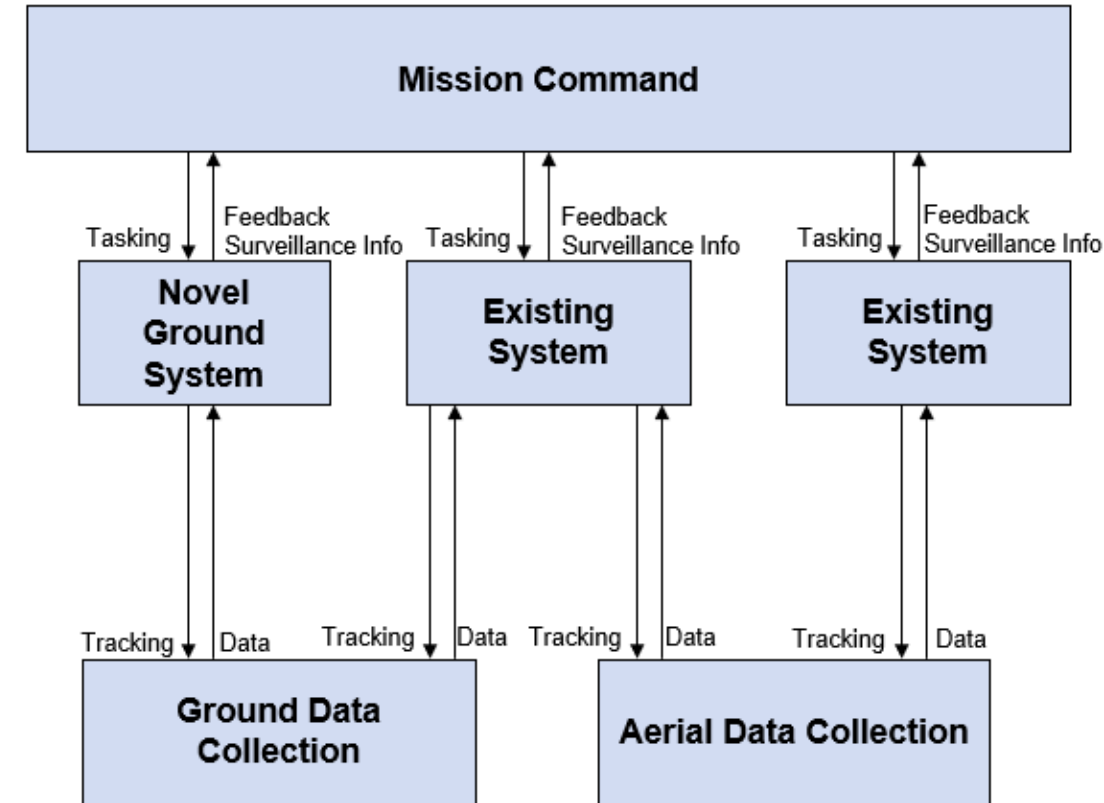 Mission Command
Tasking
Feedback
Surveillance Info
Tasking
Feedback
Surveillance Info
Tasking
Feedback
Surveillance Info
Novel
Ground
System
Existing
System
Existing
System
Tracking
Data
Tracking
Data
Tracking
Data
Tracking
Data
Ground Data
Collection
Aerial Data Collection